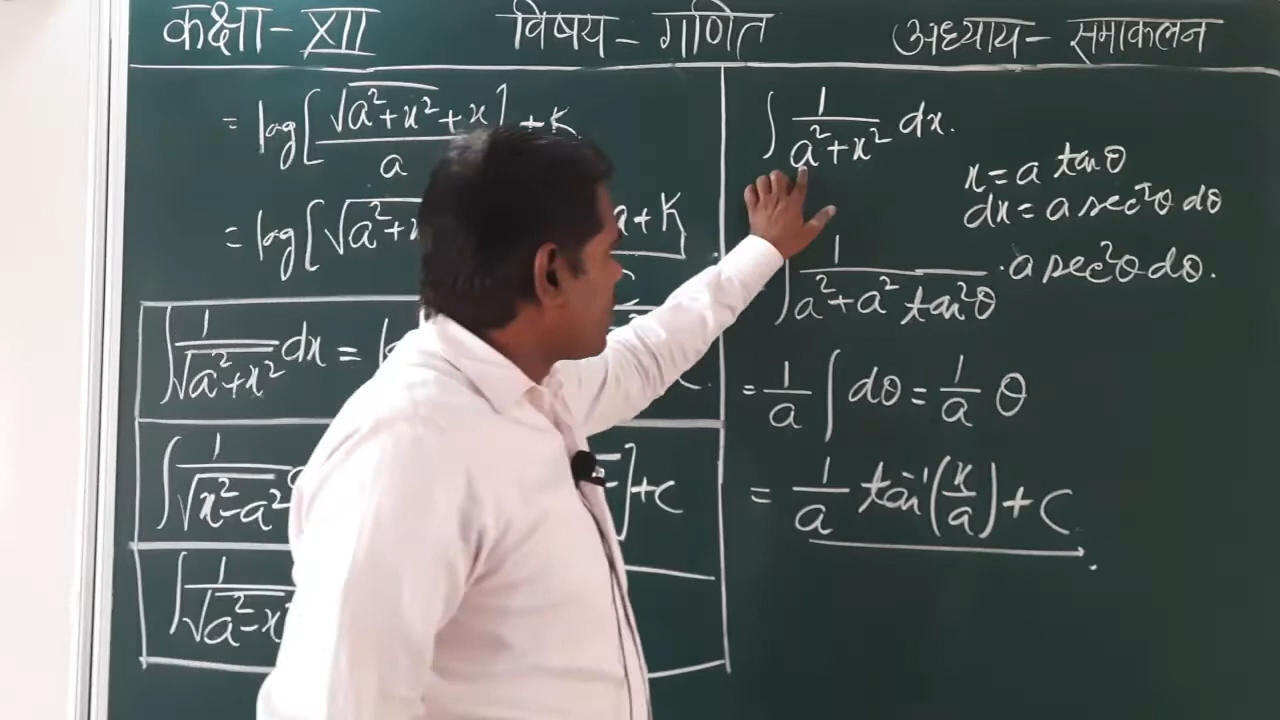 कक्षा-XII विषय- गणित अध्याय- समाकलन
= log[(√(a²+x²)+x)/a]+K
= log[√(a²+x a+K
∫1/√(a²+x²) dx =
∫1/√(x²-a²) ]+C
∫1/√(a²-x²
∫ 1/(a²+x²) dx.
x = a tanθ
dx = a sec²θ dθ
∫ 1/(a²+a² tan²θ) · a sec²θ dθ.
= 1/a ∫ dθ = 1/a θ
= 1/a tan⁻¹(x/a)+C